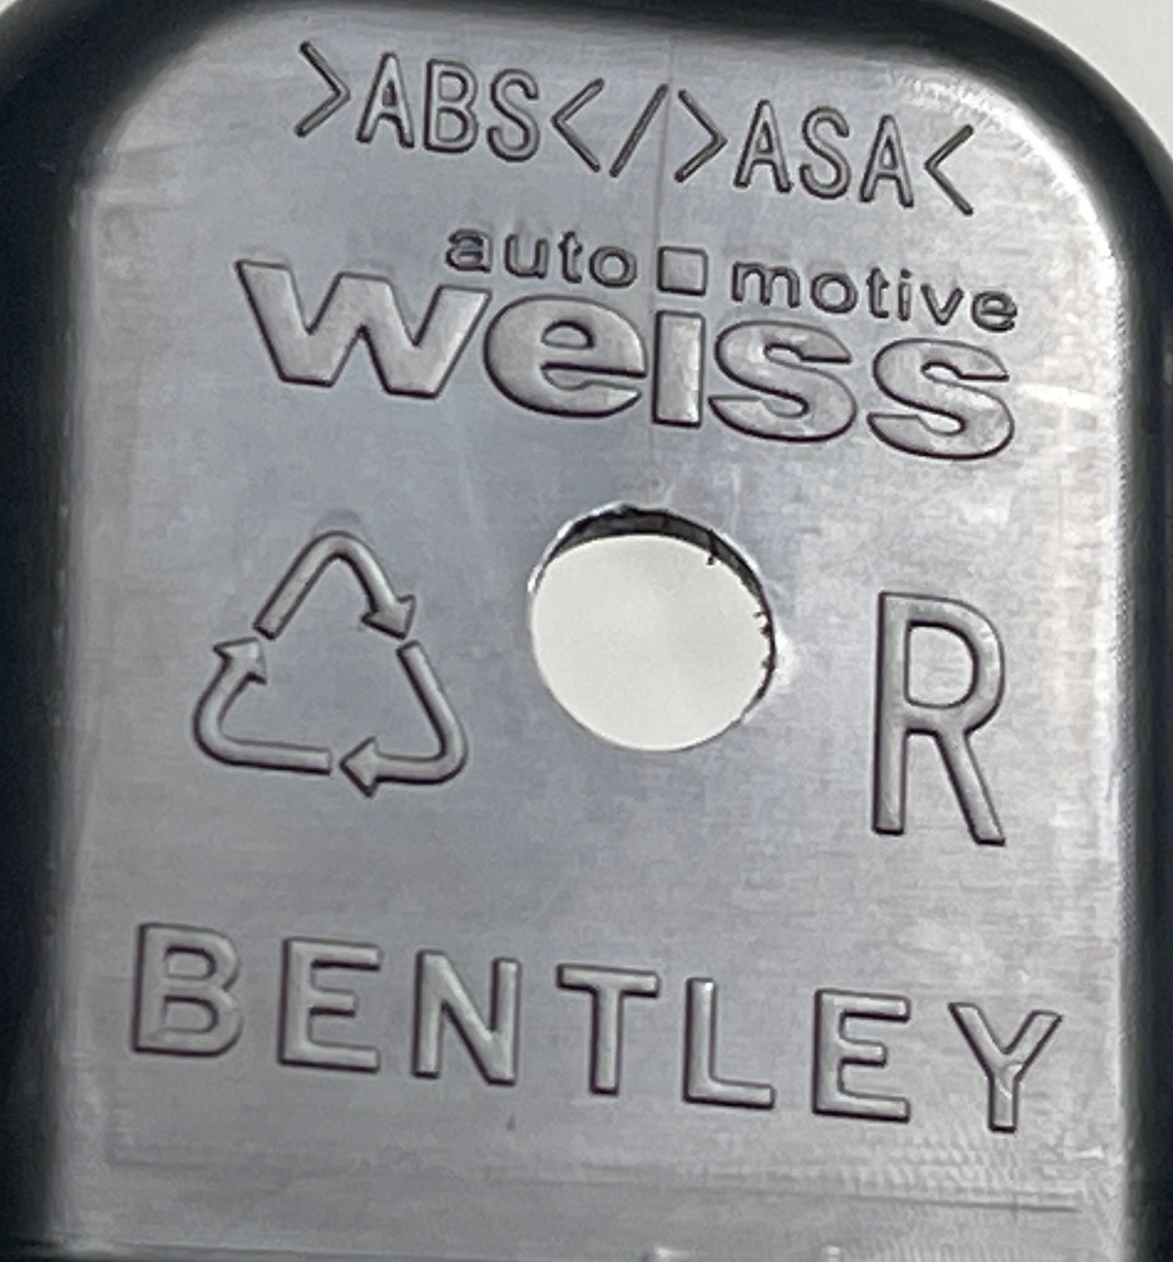 >ABS</>ASA<
auto motive
weiss
R
BENTLEY